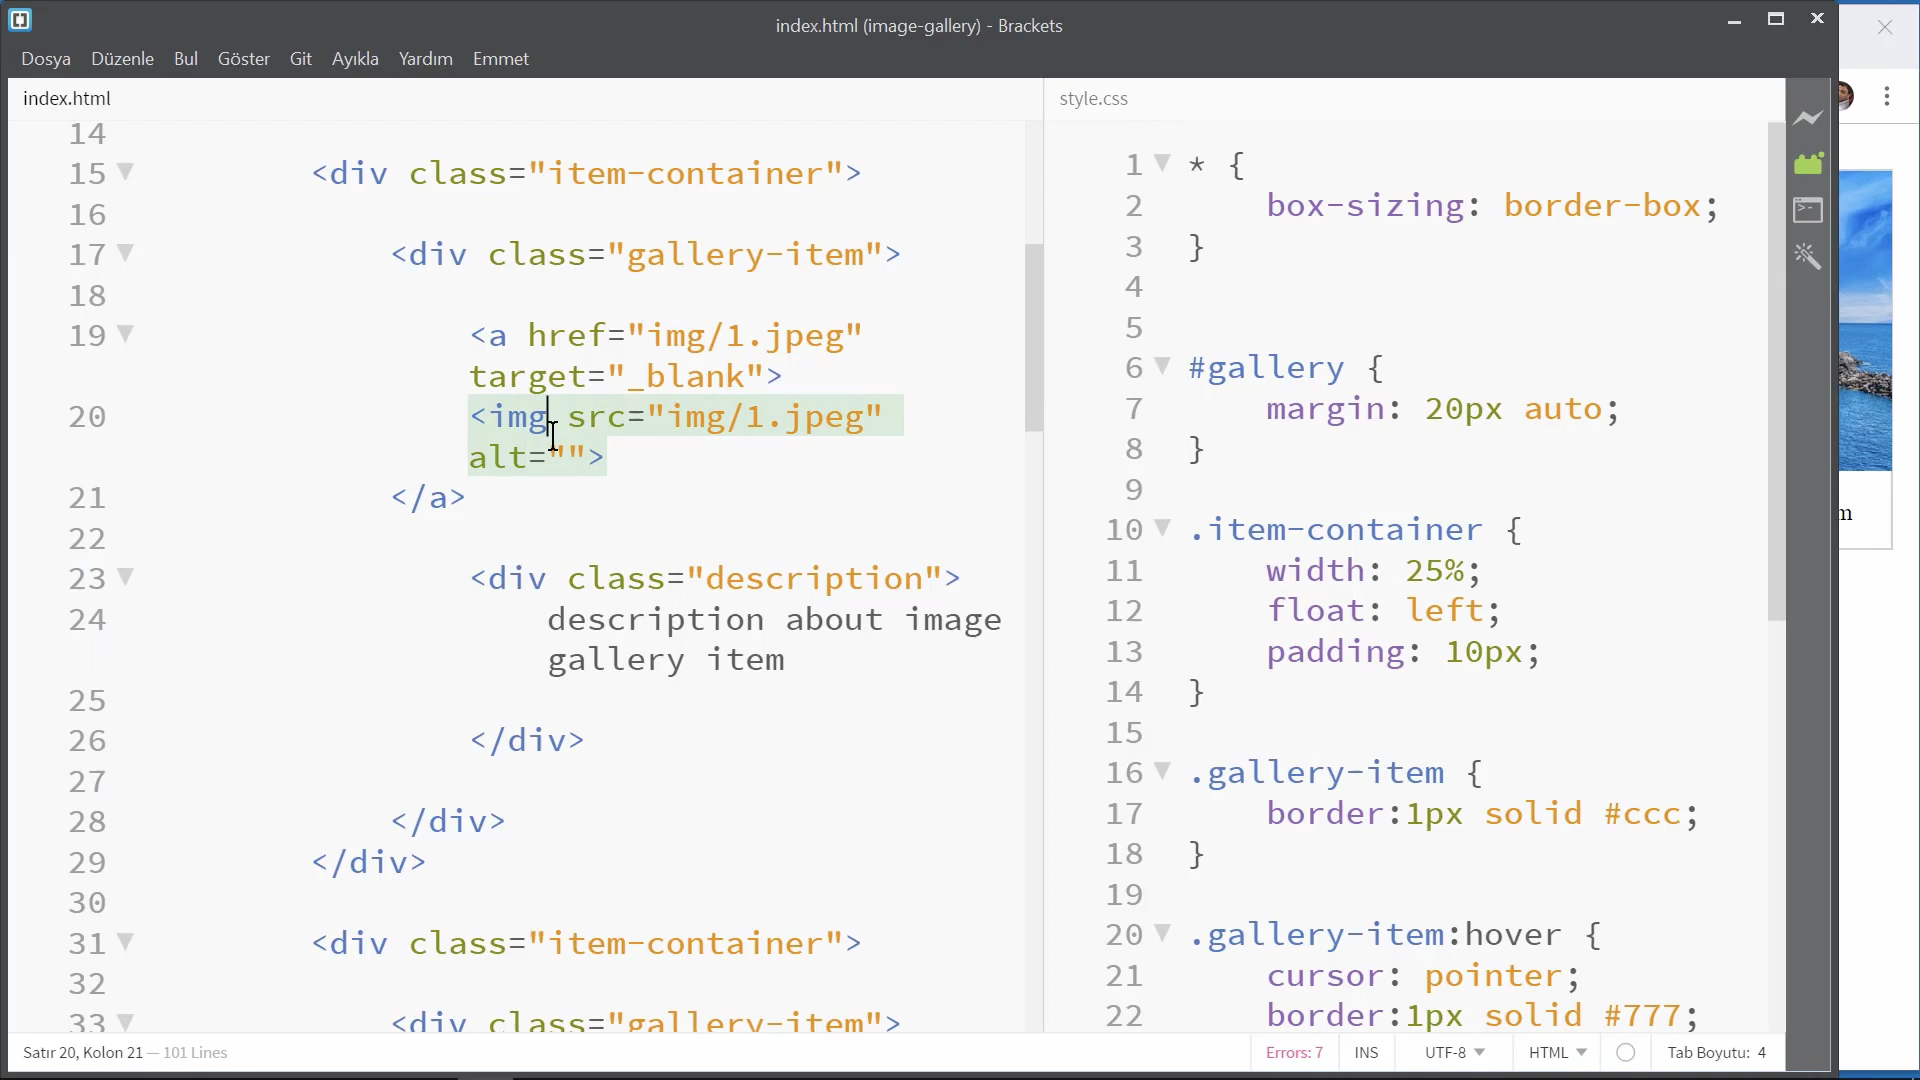 index.html (image-gallery) - Brackets
Dosya Düzenle Bul Göster Git Ayıkla Yardım Emmet
index.html
14
15 <div class="item-container">
16
17 <div class="gallery-item">
18
19 <a href="img/1.jpeg"
target="_blank">
20 <img src="img/1.jpeg"
alt="">
21 </a>
22
23 <div class="description">
24 description about image
gallery item
25
26 </div>
27
28 </div>
29 </div>
30
31 <div class="item-container">
32
33 <div class="gallery-item">
style.css
1 * {
2 box-sizing: border-box;
3 }
4
5
6 #gallery {
7 margin: 20px auto;
8 }
9
10 .item-container {
11 width: 25%;
12 float: left;
13 padding: 10px;
14 }
15
16 .gallery-item {
17 border:1px solid #ccc;
18 }
19
20 .gallery-item:hover {
21 cursor: pointer;
22 border:1px solid #777;
m
Satır 20, Kolon 21 — 101 Lines
Errors: 7 INS UTF-8 HTML Tab Boyutu: 4